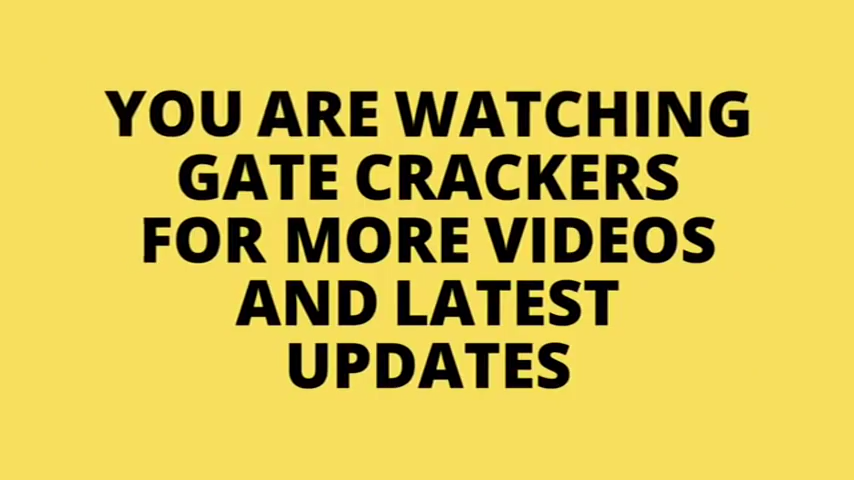 YOU ARE WATCHING
GATE CRACKERS
FOR MORE VIDEOS
AND LATEST
UPDATES